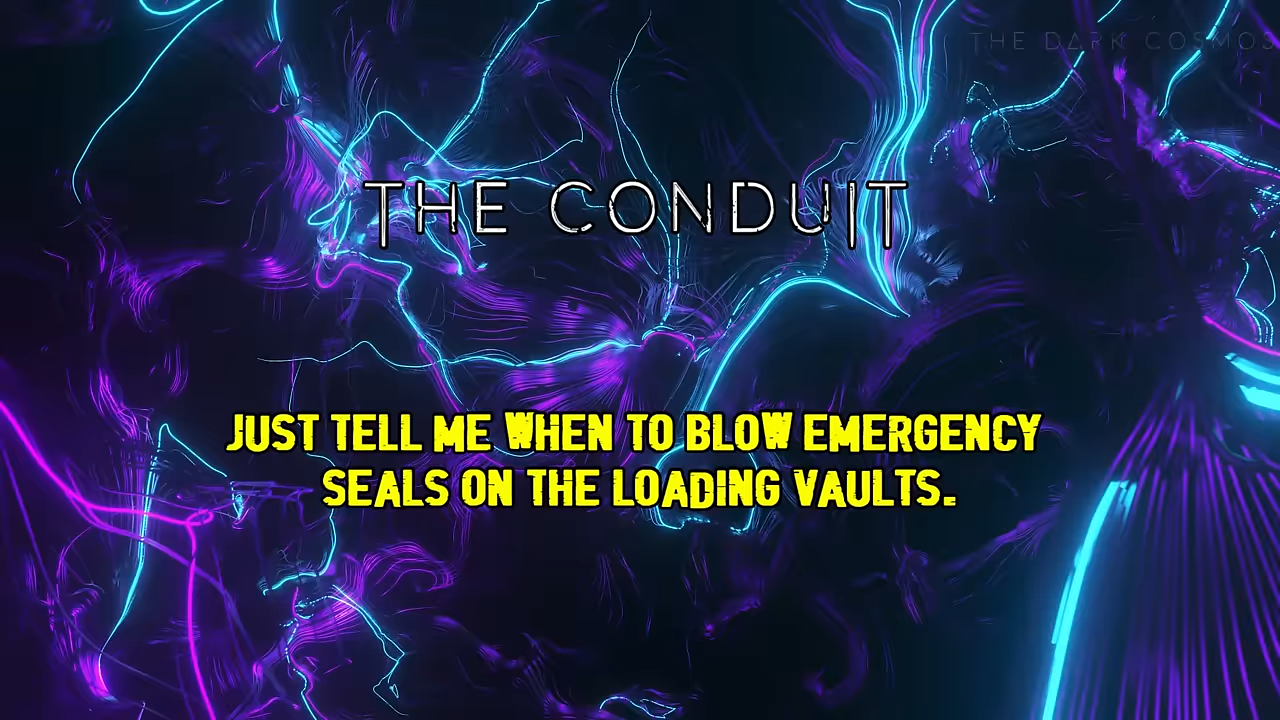 THE DARK COSMOS
THE CONDUIT
JUST TELL ME WHEN TO BLOW EMERGENCY
SEALS ON THE LOADING VAULTS.